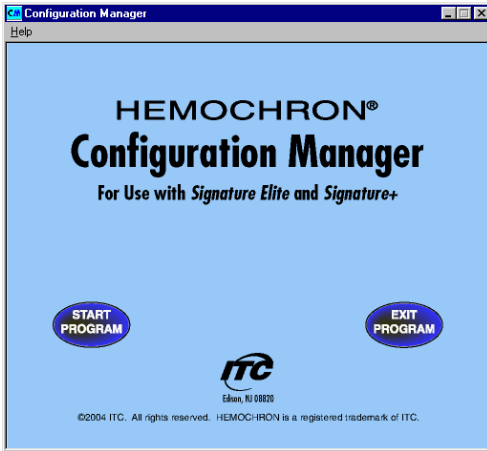 CM Configuration Manager
Help
HEMOCHRON®
Configuration Manager
For Use with Signature Elite and Signature+
START
PROGRAM
EXIT
PROGRAM
ITC
Edison, NJ 08820
©2004 ITC. All rights reserved. HEMOCHRON is a registered trademark of ITC.